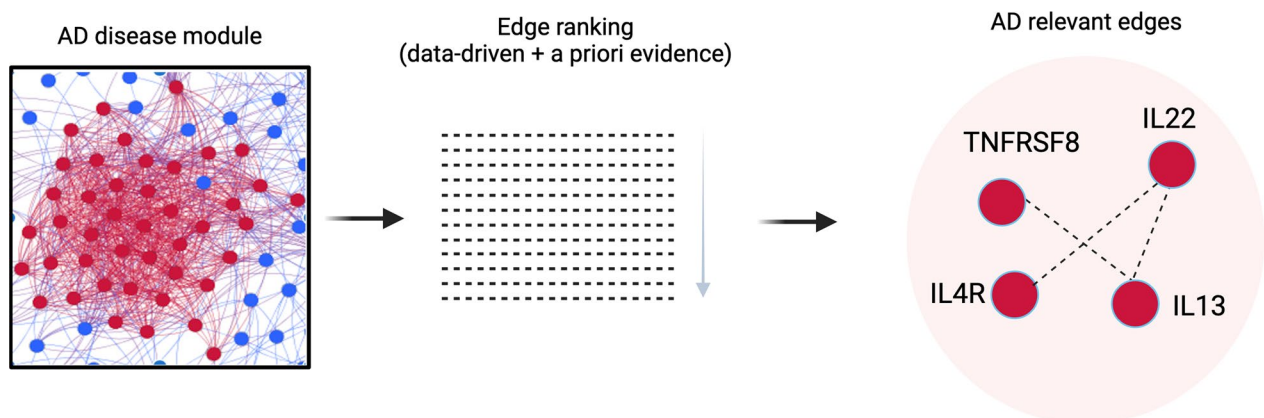 AD disease module
Edge ranking
(data-driven + a priori evidence)
AD relevant edges
TNFRSF8
IL22
IL4R
IL13